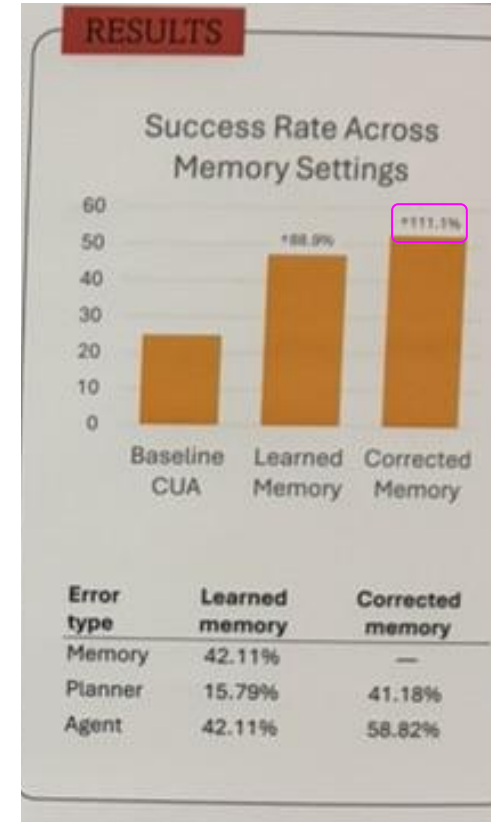 RESULTS
Success Rate Across
Memory Settings
60
50
40
30
20
10
0
+88.9%
+111.1%
Baseline
CUA
Learned
Memory
Corrected
Memory
Error
type
Learned
memory
Corrected
memory
Memory 42.11% —
Planner 15.79% 41.18%
Agent 42.11% 58.82%